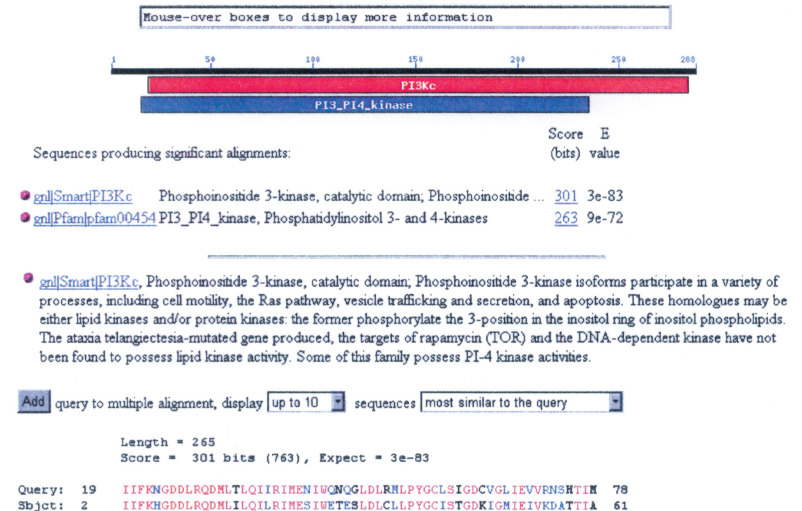 Mouse-over boxes to display more information
1 50 100 150 200 250 288
PI3Kc
PI3_PI4_kinase
Score E
Sequences producing significant alignments: (bits) value
gnl|Smart|PI3Kc Phosphoinositide 3-kinase, catalytic domain; Phosphoinositide ... 301 3e-83
gnl|Pfam|pfam00454 PI3_PI4_kinase, Phosphatidylinositol 3- and 4-kinases 263 9e-72
gnl|Smart|PI3Kc, Phosphoinositide 3-kinase, catalytic domain; Phosphoinositide 3-kinase isoforms participate in a variety of
processes, including cell motility, the Ras pathway, vesicle trafficking and secretion, and apoptosis. These homologues may be
either lipid kinases and/or protein kinases: the former phosphorylate the 3-position in the inositol ring of inositol phospholipids.
The ataxia telangiectesia-mutated gene produced, the targets of rapamycin (TOR) and the DNA-dependent kinase have not
been found to possess lipid kinase activity. Some of this family possess PI-4 kinase activities.
Add query to multiple alignment, display up to 10 sequences most similar to the query
Length = 265
Score = 301 bits (763), Expect = 3e-83
Query: 19 IIFKNGDDLRQDMLTLQIIRIMENIWQNQGLDLRMLPYGCLSIGDCVGLIEVVRNSHTIM 78
Sbjct: 2 IIFKHGDDLRQDMLILQILRIMESIWETESLDLCLLPYGCISTGDKIGMIEIVKDATTIA 61